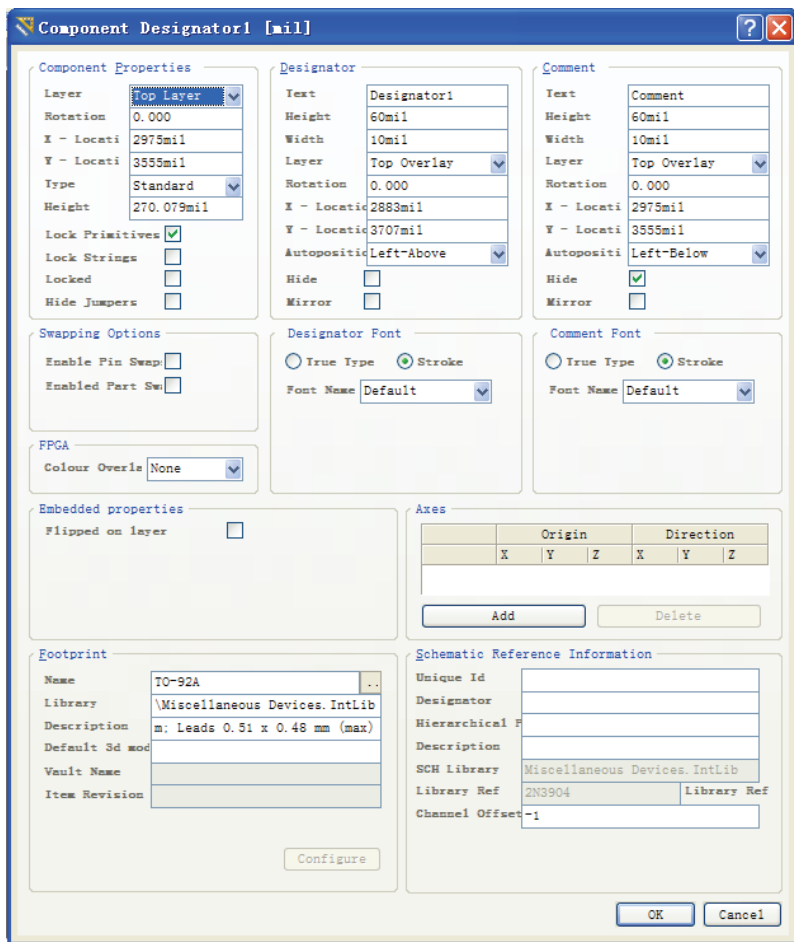 Component Designator1 [mil]
Component Properties
Layer Top Layer
Rotation 0.000
X - Locati 2975mil
Y - Locati 3555mil
Type Standard
Height 270.079mil
Lock Primitives
Lock Strings
Locked
Hide Jumpers
Designator
Text Designator1
Height 60mil
Width 10mil
Layer Top Overlay
Rotation 0.000
X - Locatic 2883mil
Y - Locatic 3707mil
Autopositic Left-Above
Hide
Mirror
Comment
Text Comment
Height 60mil
Width 10mil
Layer Top Overlay
Rotation 0.000
X - Locati 2975mil
Y - Locati 3555mil
Autopositi Left-Below
Hide
Mirror
Swapping Options
Enable Pin Swap
Enabled Part Sw
Designator Font
True Type Stroke
Font Name Default
Comment Font
True Type Stroke
Font Name Default
FPGA
Colour Overla None
Embedded properties
Flipped on layer
Axes
Origin Direction
X Y Z X Y Z
Add Delete
Footprint
Name TO-92A ..
Library \Miscellaneous Devices.IntLib
Description m; Leads 0.51 x 0.48 mm (max)
Default 3d mod
Vault Name
Item Revision
Configure
Schematic Reference Information
Unique Id
Designator
Hierarchical P
Description
SCH Library Miscellaneous Devices.IntLib
Library Ref 2N3904 Library Ref
Channel Offset -1
OK Cancel